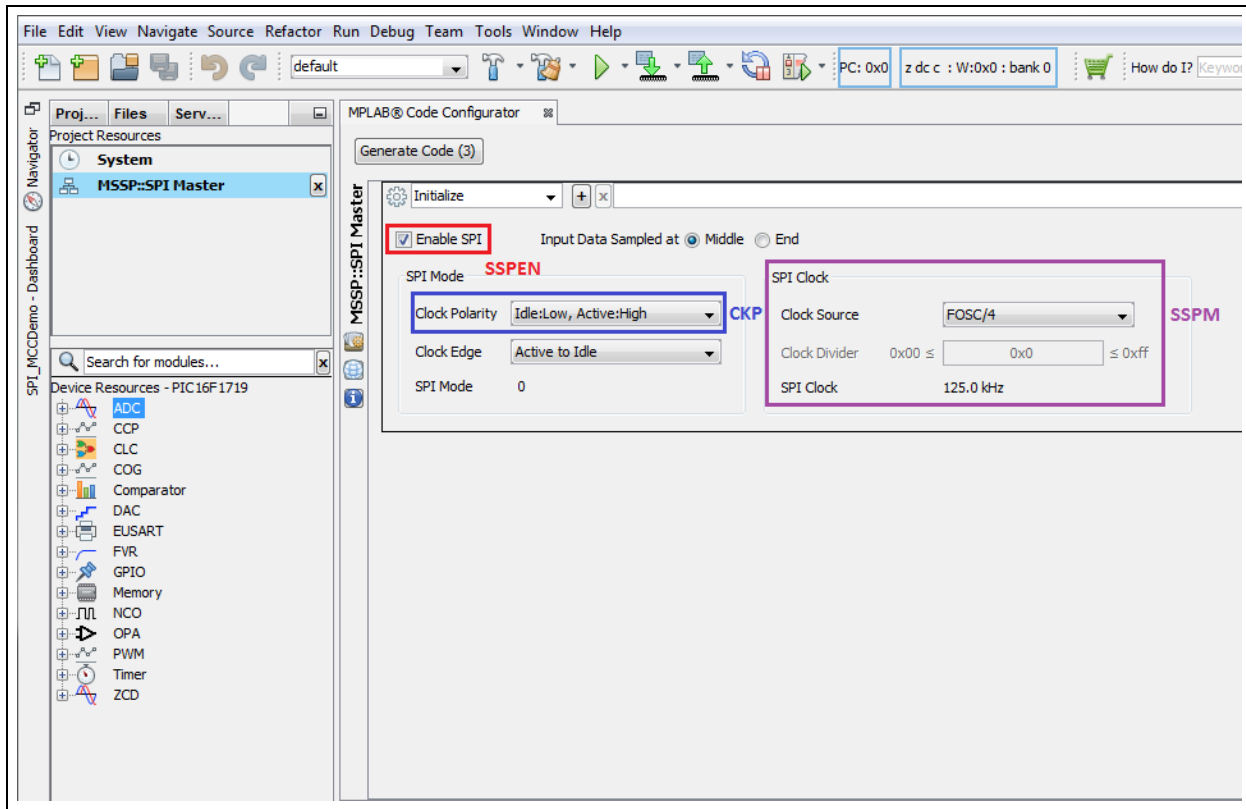 File Edit View Navigate Source Refactor Run Debug Team Tools Window Help
default
PC: 0x0
z dc c : W:0x0 : bank 0
How do I?
Proj... Files Serv...
MPLAB® Code Configurator
Project Resources
System
MSSP::SPI Master
x
Navigator
SPI_MCCDemo - Dashboard
Search for modules...
x
Device Resources - PIC16F1719
ADC
CCP
CLC
COG
Comparator
DAC
EUSART
FVR
GPIO
Memory
NCO
OPA
PWM
Timer
ZCD
Generate Code (3)
MSSP::SPI Master
Initialize + x
Enable SPI Input Data Sampled at Middle End
SSPEN
SPI Mode
Clock Polarity Idle:Low, Active:High CKP
Clock Edge Active to Idle
SPI Mode 0
SPI Clock
Clock Source FOSC/4 SSPM
Clock Divider 0x00 ≤ 0x0 ≤ 0xff
SPI Clock 125.0 kHz